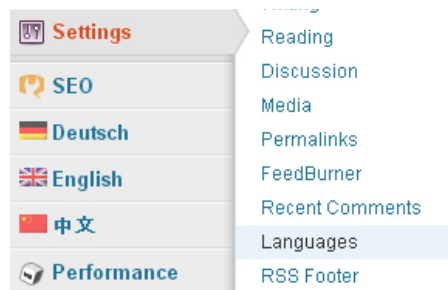 Settings
SEO
Deutsch
English
中文
Performance
Reading
Discussion
Media
Permalinks
FeedBurner
Recent Comments
Languages
RSS Footer